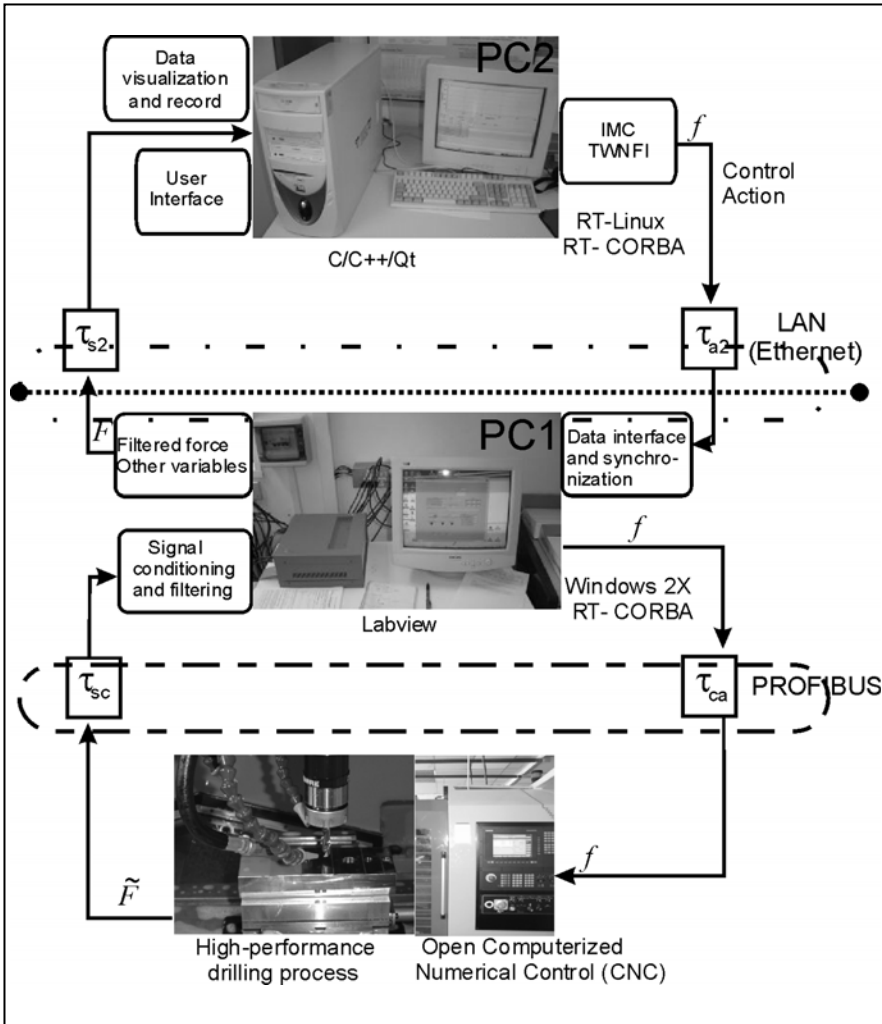 Data
visualization
and record
User
Interface
PC2
C/C++/Qt
IMC
TWNFI
f
Control
Action
RT-Linux
RT- CORBA
τs2
τa2
LAN
(Ethernet)
F
Filtered force
Other variables
PC1
Data interface
and synchro-
nization
Signal
conditioning
and filtering
f
Windows 2X
RT- CORBA
Labview
τsc
τca
PROFIBUS
F̃
f
High-performance
drilling process
Open Computerized
Numerical Control (CNC)